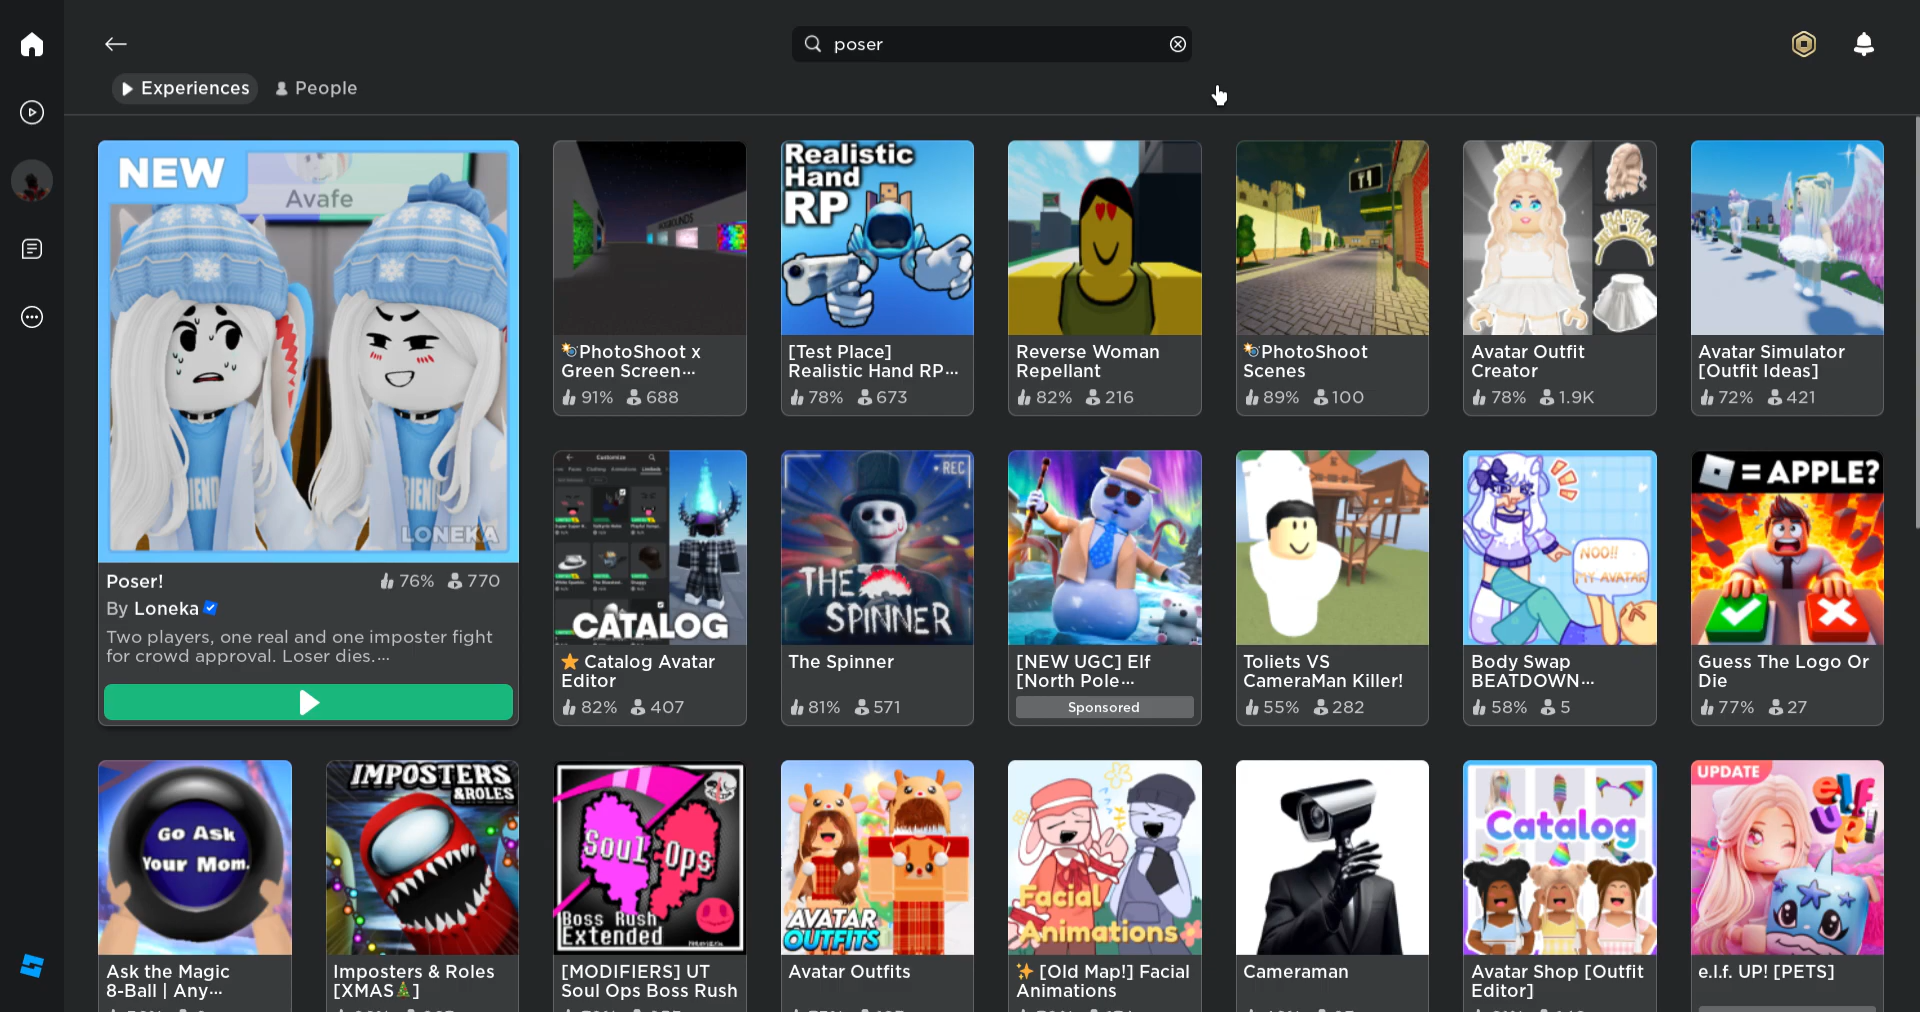 poser
Experiences
People
NEW
Avafe
LONEKA
Poser!
76% 770
By Loneka
Two players, one real and one imposter fight
for crowd approval. Loser dies....
PhotoShoot x
Green Screen...
91% 688
Realistic
Hand
RP
[Test Place]
Realistic Hand RP...
78% 673
Reverse Woman
Repellant
82% 216
PhotoShoot
Scenes
89% 100
Avatar Outfit
Creator
78% 1.9K
Avatar Simulator
[Outfit Ideas]
72% 421
Customize
CATALOG
Catalog Avatar
Editor
82% 407
REC
THE
SPINNER
The Spinner
81% 571
[NEW UGC] Elf
[North Pole...
Sponsored
Toliets VS
CameraMan Killer!
55% 282
NOO!!
MY AVATAR
Body Swap
BEATDOWN...
58% 5
= APPLE?
Guess The Logo Or
Die
77% 27
Go Ask
Your Mom.
Ask the Magic
8-Ball | Any...
IMPOSTERS
&ROLES
Imposters & Roles
[XMAS🎄]
Soul Ops
Boss Rush
Extended
[MODIFIERS] UT
Soul Ops Boss Rush
AVATAR
OUTFITS
Avatar Outfits
Facial
Animations
[Old Map!] Facial
Animations
Cameraman
Catalog
Avatar Shop [Outfit
Editor]
UPDATE
elf
UP!
e.l.f. UP! [PETS]